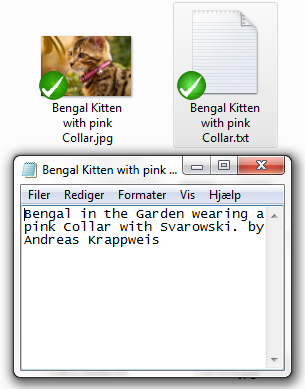 Bengal Kitten
with pink
Collar.jpg
Bengal Kitten
with pink
Collar.txt
Bengal Kitten with pink ...
Filer Rediger Formater Vis Hjælp
Bengal in the Garden wearing a
pink Collar with Svarowski. by
Andreas Krappweis